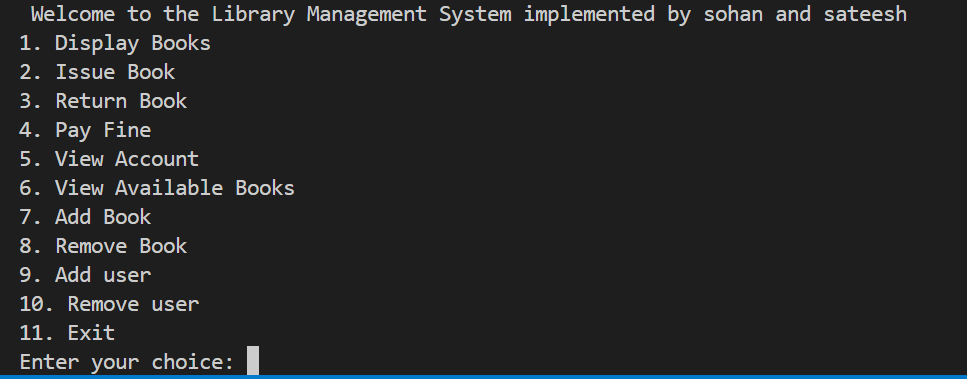 Welcome to the Library Management System implemented by sohan and sateesh
1. Display Books
2. Issue Book
3. Return Book
4. Pay Fine
5. View Account
6. View Available Books
7. Add Book
8. Remove Book
9. Add user
10. Remove user
11. Exit
Enter your choice: